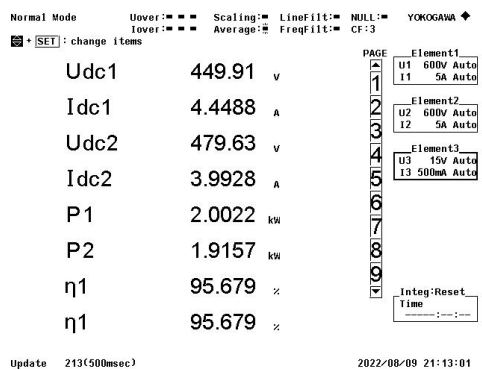 Normal Mode Uover: Scaling: LineFilt: NULL: YOKOGAWA
Iover: Average: FreqFilt: CF:3
+ SET : change items
PAGE
Udc1 449.91 V
Idc1 4.4488 A
Udc2 479.63 V
Idc2 3.9928 A
P1 2.0022 kW
P2 1.9157 kW
η1 95.679 %
η1 95.679 %
1
2
3
4
5
6
7
8
9
Element1
U1 600V Auto
I1 5A Auto
Element2
U2 600V Auto
I2 5A Auto
Element3
U3 15V Auto
I3 500mA Auto
Integ:Reset
Time
-----:--:--
Update 213(500msec) 2022/08/09 21:13:01